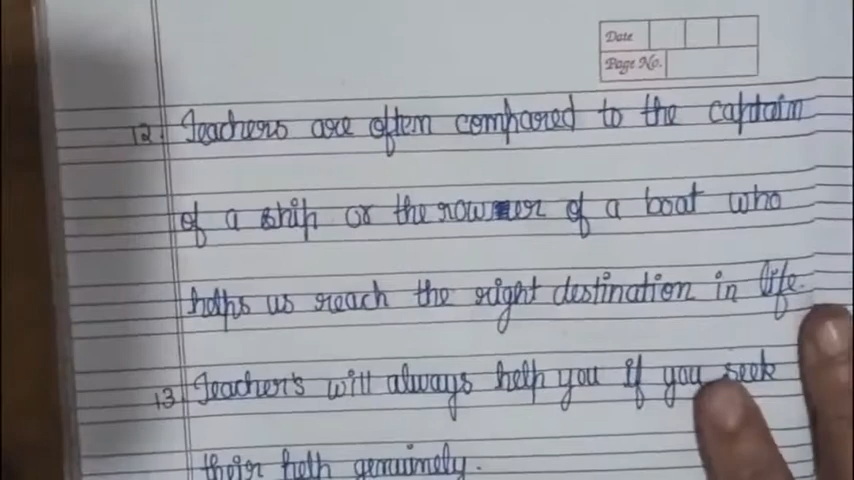 Date
Page No.
12. Teachers are often compared to the captain
of a ship or the rower of a boat who
helps us reach the right destination in life.
13 Teacher's will always help you if you seek
their help genuinely.